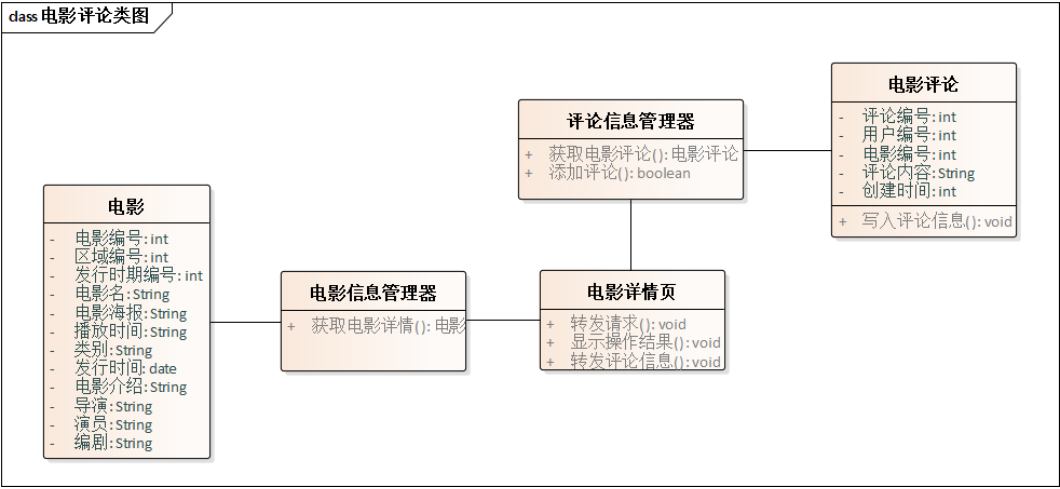 class 电影评论类图
电影
- 电影编号: int
- 区域编号: int
- 发行时期编号: int
- 电影名: String
- 电影海报: String
- 播放时间: String
- 类别: String
- 发行时间: date
- 电影介绍: String
- 导演: String
- 演员: String
- 编剧: String
电影信息管理器
+ 获取电影详情(): 电影
评论信息管理器
+ 获取电影评论(): 电影评论
+ 添加评论(): boolean
电影详情页
+ 转发请求(): void
+ 显示操作结果(): void
+ 转发评论信息(): void
电影评论
- 评论编号: int
- 用户编号: int
- 电影编号: int
- 评论内容: String
- 创建时间: int
+ 写入评论信息(): void